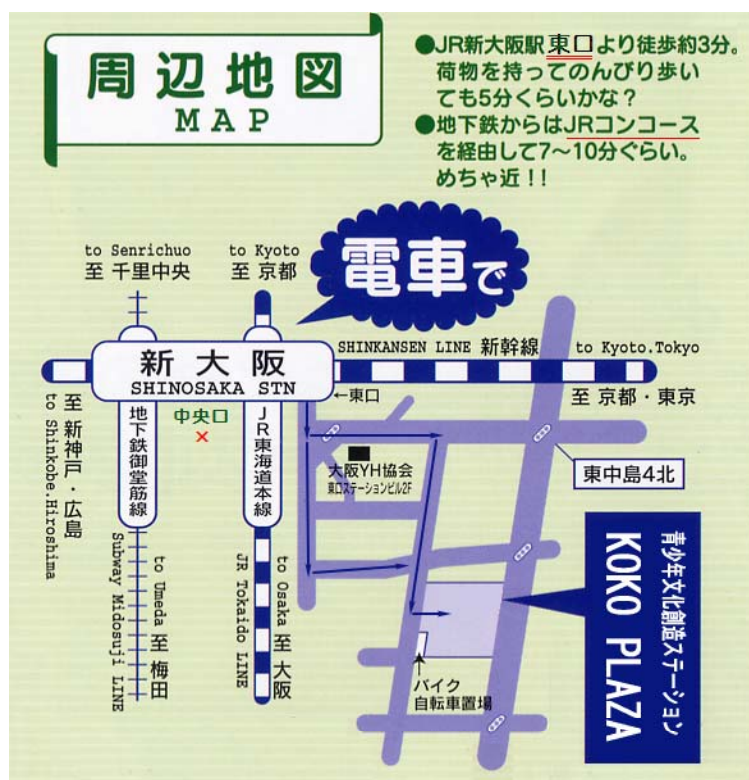 周辺地図
MAP
●JR新大阪駅東口より徒歩約3分。
荷物を持ってのんびり歩い
ても5分くらいかな？
●地下鉄からはJRコンコース
を経由して7〜10分ぐらい。
めちゃ近！！
電車で
to Senrichuo
至 千里中央
to Kyoto
至 京都
新大阪
SHINOSAKA STN
SHINKANSEN LINE 新幹線
to Kyoto.Tokyo
至 京都・東京
←東口
中央口
×
至 新神戸・広島
to Shinkobe.Hiroshima
地下鉄御堂筋線
JR東海道本線
大阪YH協会
東口ステーションビル2F
東中島4北
to Umeda 至 梅田
Subway Midosuji LINE
to Osaka 至 大阪
JR Tokaido LINE
青少年文化創造ステーション
KOKO PLAZA
バイク
自転車置場